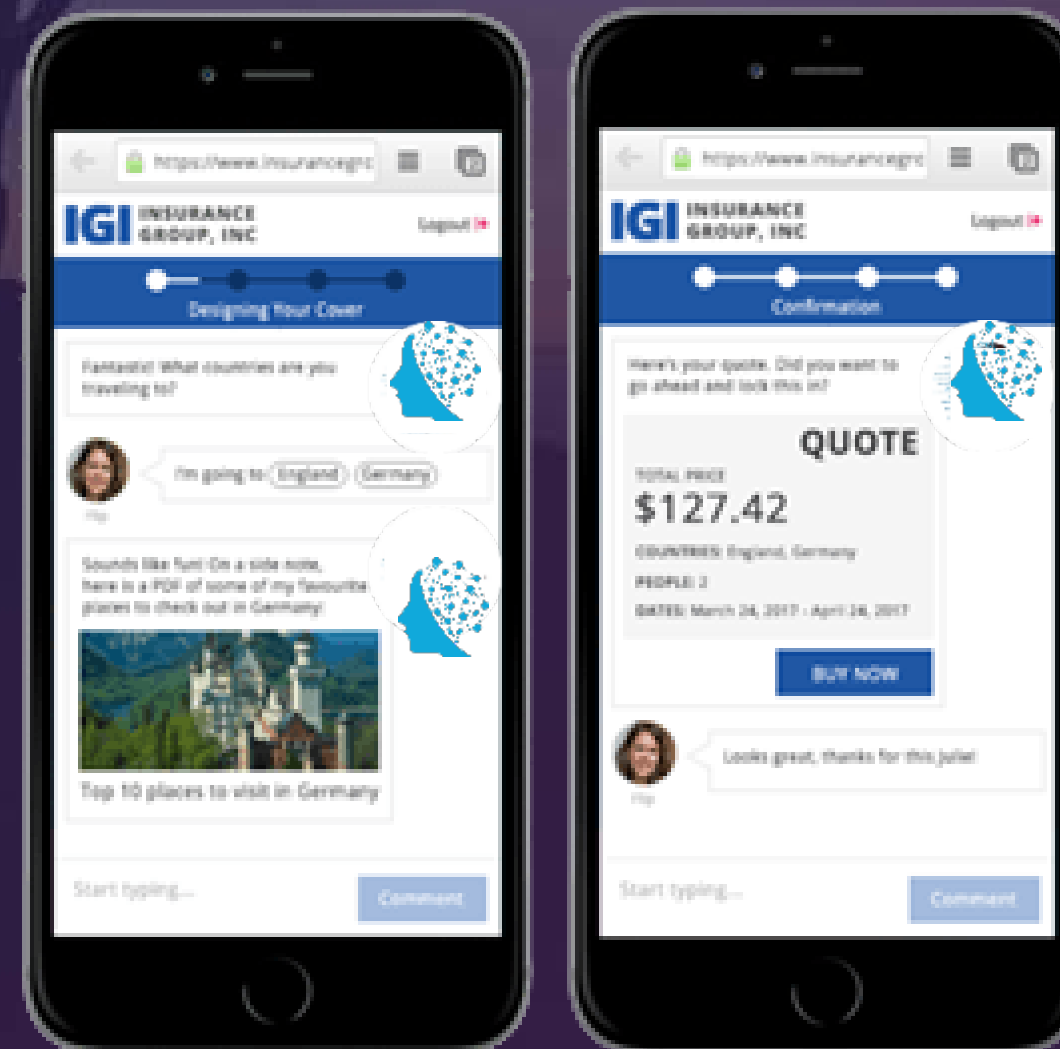 https://www.insurancegrc
IGI INSURANCE
GROUP, INC
Logout
Designing Your Cover
Fantastic! What countries are you
traveling to?
I'm going to England Germany
Flip
Sounds like fun! On a side note,
here is a PDF of some of my favourite
places to check out in Germany:
Top 10 places to visit in Germany
Start typing...
Comment
https://www.insurancegrc
IGI INSURANCE
GROUP, INC
Logout
Confirmation
Here's your quote. Did you want to
go ahead and lock this in?
QUOTE
TOTAL PRICE
$127.42
COUNTRIES: England, Germany
PEOPLE: 2
DATES: March 24, 2017 - April 24, 2017
BUY NOW
Looks great, thanks for this Julie!
Flip
Start typing...
Comment